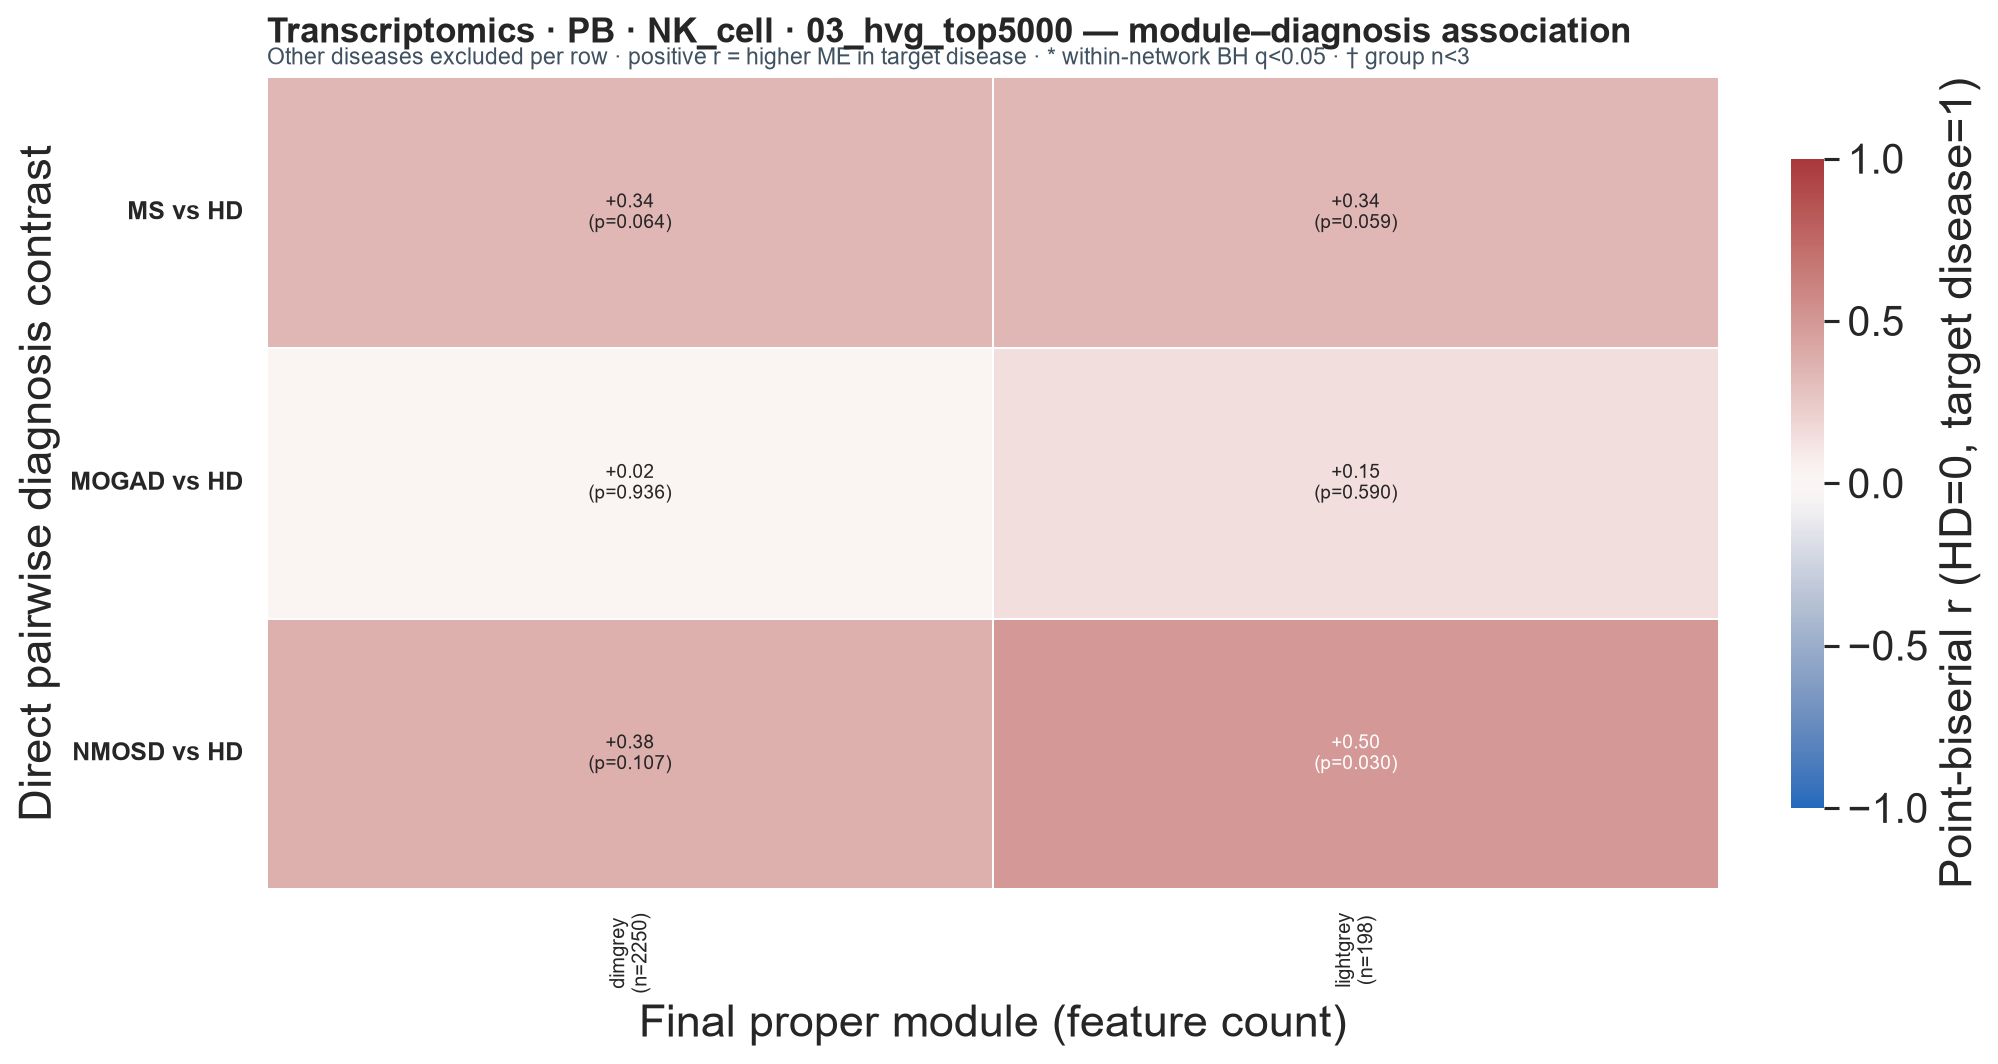 Transcriptomics · PB · NK_cell · 03_hvg_top5000 — module–diagnosis association
Other diseases excluded per row · positive r = higher ME in target disease · * within-network BH q<0.05 · † group n<3
Direct pairwise diagnosis contrast
MS vs HD
+0.34
(p=0.064)
+0.34
(p=0.059)
MOGAD vs HD
+0.02
(p=0.936)
+0.15
(p=0.590)
NMOSD vs HD
+0.38
(p=0.107)
+0.50
(p=0.030)
dimgrey
(n=2250)
lightgrey
(n=198)
Final proper module (feature count)
1.0
0.5
0.0
−0.5
−1.0
Point-biserial r (HD=0, target disease=1)